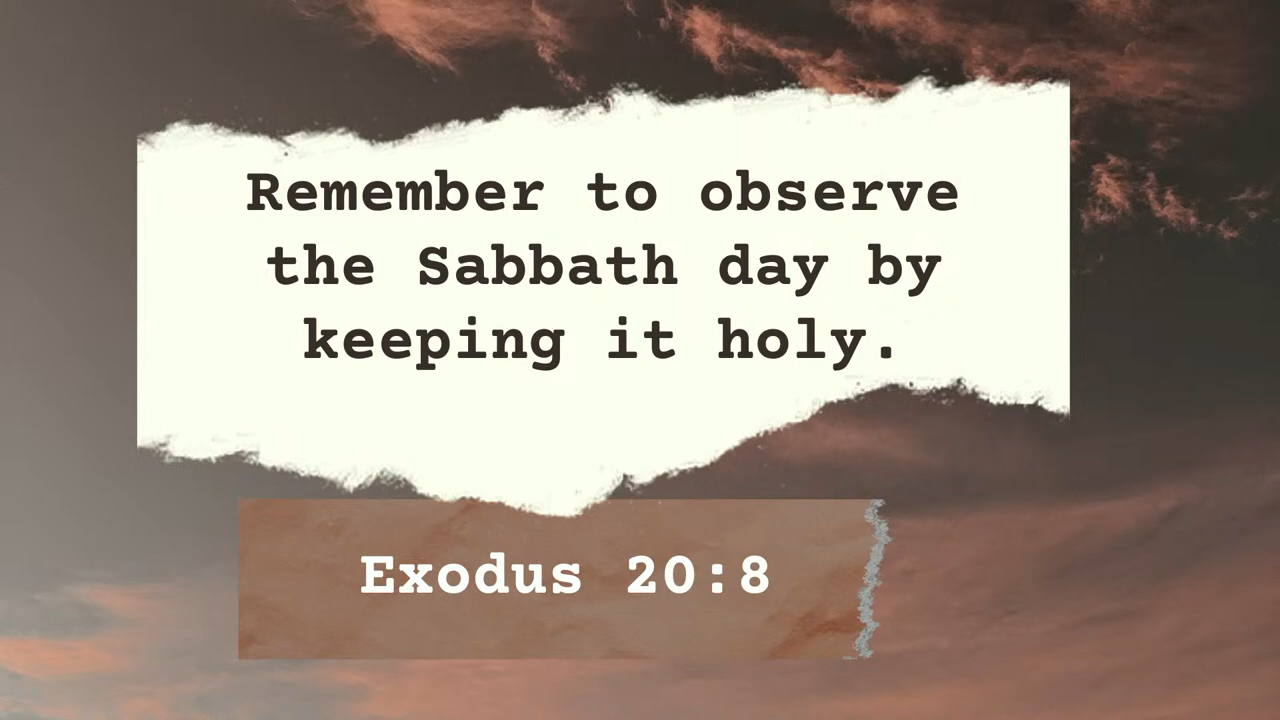 Remember to observe
the Sabbath day by
keeping it holy.
Exodus 20:8